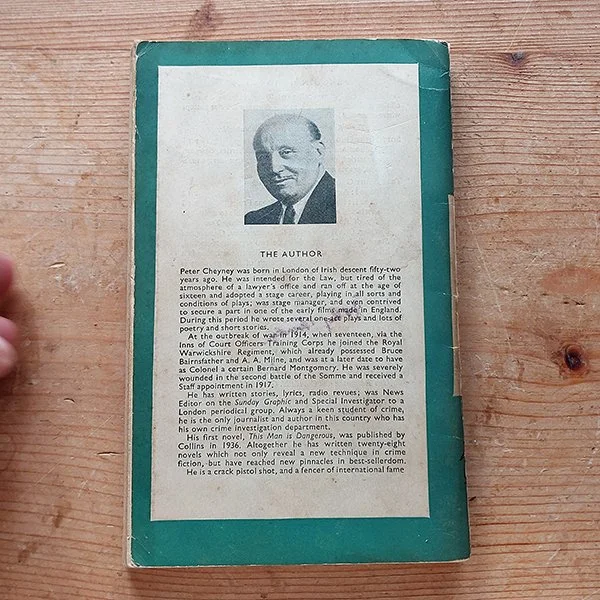 THE AUTHOR
Peter Cheyney was born in London of Irish descent fifty-two
years ago. He was intended for the Law, but tired of the
atmosphere of a lawyer's office and ran off at the age of
sixteen and adopted a stage career, playing in all sorts and
conditions of plays; was stage manager, and even contrived
to secure a part in one of the early films made in England.
During this period he wrote several one-act plays and lots of
poetry and short stories.
At the outbreak of war in 1914, when seventeen, via the
Inns of Court Officers Training Corps he joined the Royal
Warwickshire Regiment, which already possessed Bruce
Bairnsfather and A. A. Milne, and was at a later date to have
as Colonel a certain Bernard Montgomery. He was severely
wounded in the second battle of the Somme and received a
Staff appointment in 1917.
He has written stories, lyrics, radio revues; was News
Editor on the Sunday Graphic and Special Investigator to a
London periodical group. Always a keen student of crime,
he is the only journalist and author in this country who has
his own crime investigation department.
His first novel, This Man is Dangerous, was published by
Collins in 1936. Altogether he has written twenty-eight
novels which not only reveal a new technique in crime
fiction, but have reached new pinnacles in best-sellerdom.
He is a crack pistol shot, and a fencer of international fame